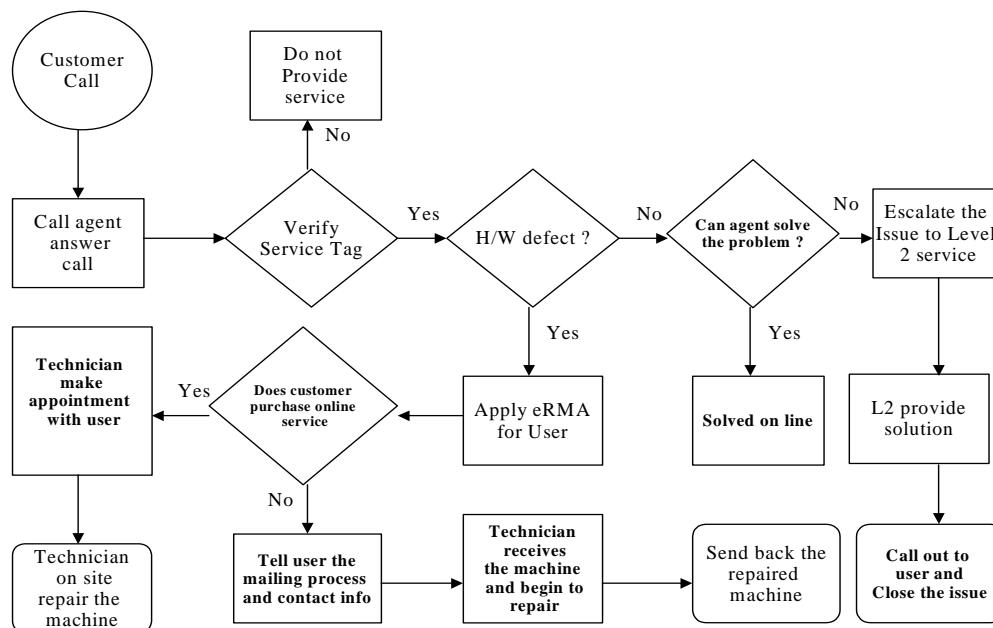 Customer
Call
Do not
Provide
service
No
Call agent
answer
call
Verify
Service Tag
Yes
H/W defect ?
No
Can agent solve
the problem ?
No
Escalate the
Issue to Level
2 service
Yes
Yes
Technician
make
appointment
with user
Yes
Does customer
purchase online
service
Apply eRMA
for User
Solved on line
L2 provide
solution
No
Technician
on site
repair the
machine
Tell user the
mailing process
and contact info
Technician
receives
the machine
and begin to
repair
Send back the
repaired
machine
Call out to
user and
Close the issue